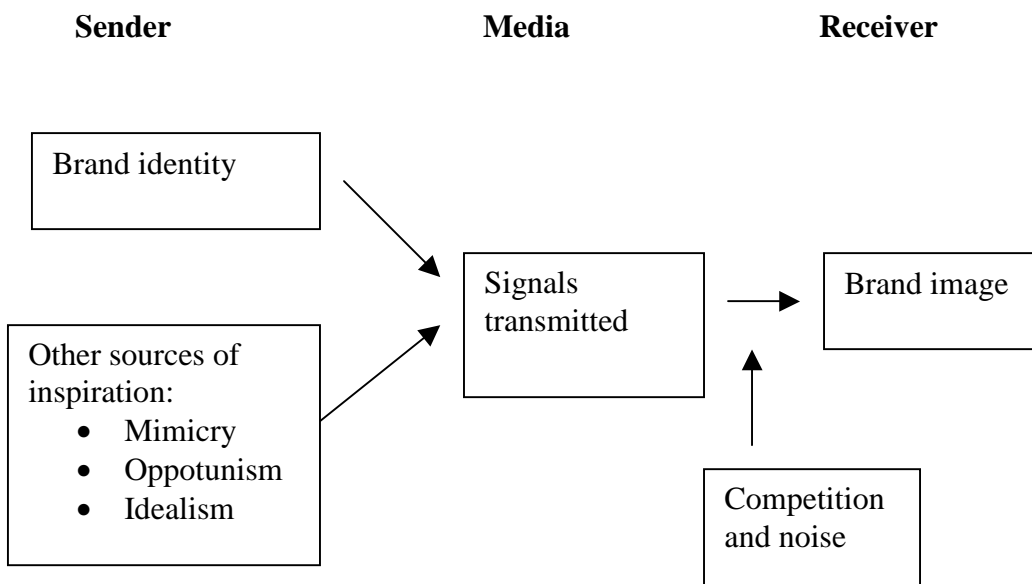 Sender
Media
Receiver
Brand identity
Signals
transmitted
Brand image
Other sources of
inspiration:
• Mimicry
• Oppotunism
• Idealism
Competition
and noise